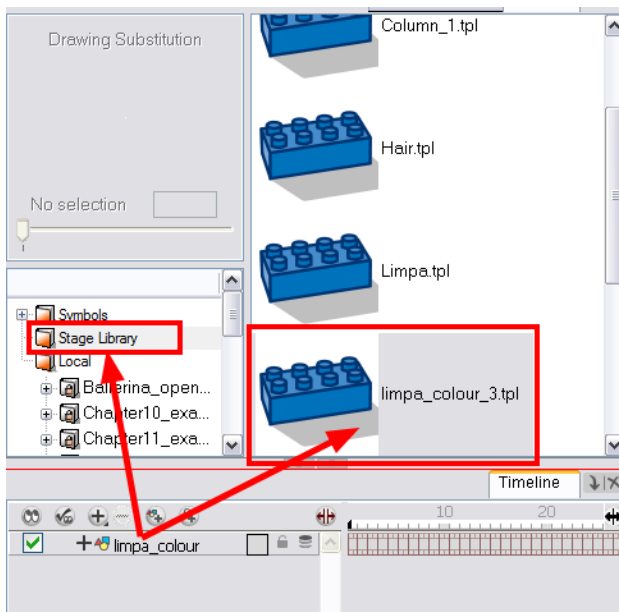 Drawing Substitution
No selection
Column_1.tpl
Hair.tpl
Limpa.tpl
limpa_colour_3.tpl
Symbols
Stage Library
Local
Ballerina_open...
Chapter10_exa...
Chapter11_exa...
Timeline
10
20
limpa_colour